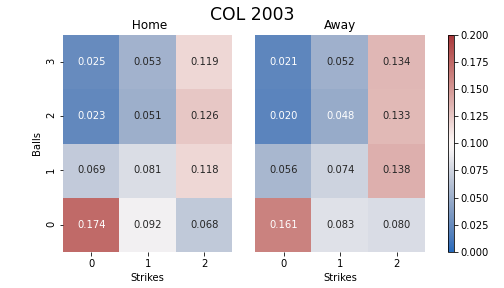 COL 2003
Home Away
3 0.025 0.053 0.119 0.021 0.052 0.134
2 0.023 0.051 0.126 0.020 0.048 0.133
1 0.069 0.081 0.118 0.056 0.074 0.138
0 0.174 0.092 0.068 0.161 0.083 0.080
Balls
0 1 2 0 1 2
Strikes Strikes
0.200
0.175
0.150
0.125
0.100
0.075
0.050
0.025
0.000